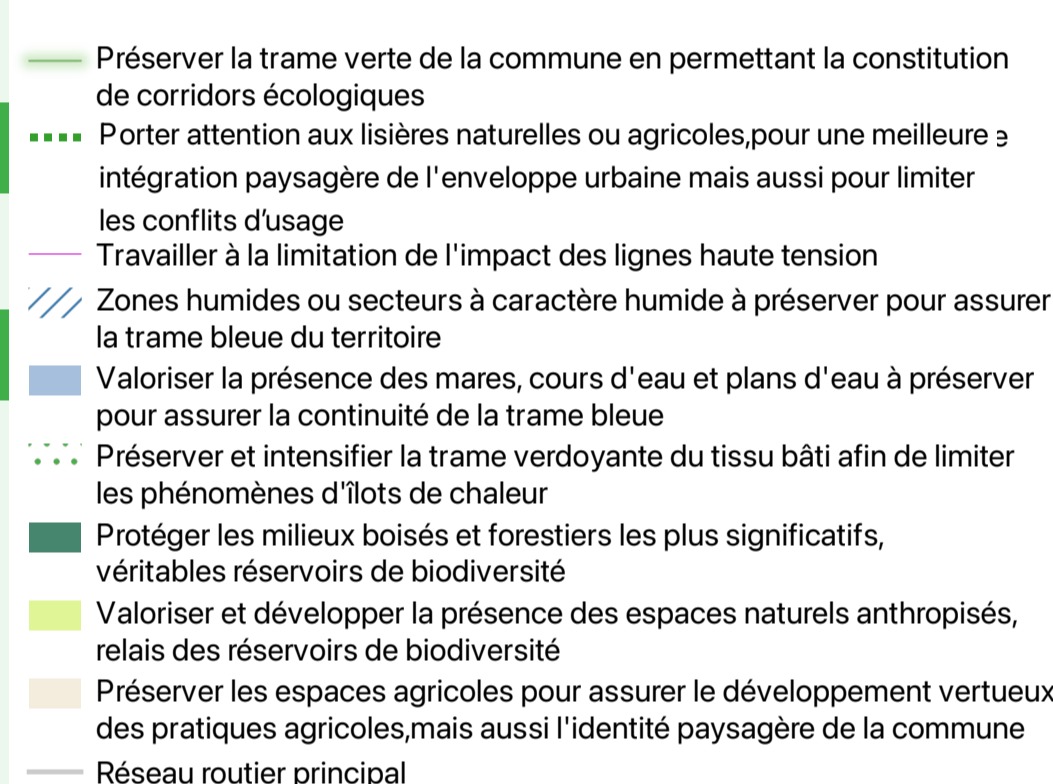 Préserver la trame verte de la commune en permettant la constitution
de corridors écologiques
Porter attention aux lisières naturelles ou agricoles,pour une meilleure e
intégration paysagère de l'enveloppe urbaine mais aussi pour limiter
les conflits d’usage
Travailler à la limitation de l'impact des lignes haute tension
Zones humides ou secteurs à caractère humide à préserver pour assurer
la trame bleue du territoire
Valoriser la présence des mares, cours d'eau et plans d'eau à préserver
pour assurer la continuité de la trame bleue
Préserver et intensifier la trame verdoyante du tissu bâti afin de limiter
les phénomènes d'îlots de chaleur
Protéger les milieux boisés et forestiers les plus significatifs,
véritables réservoirs de biodiversité
Valoriser et développer la présence des espaces naturels anthropisés,
relais des réservoirs de biodiversité
Préserver les espaces agricoles pour assurer le développement vertueux
des pratiques agricoles,mais aussi l'identité paysagère de la commune
Réseau routier principal